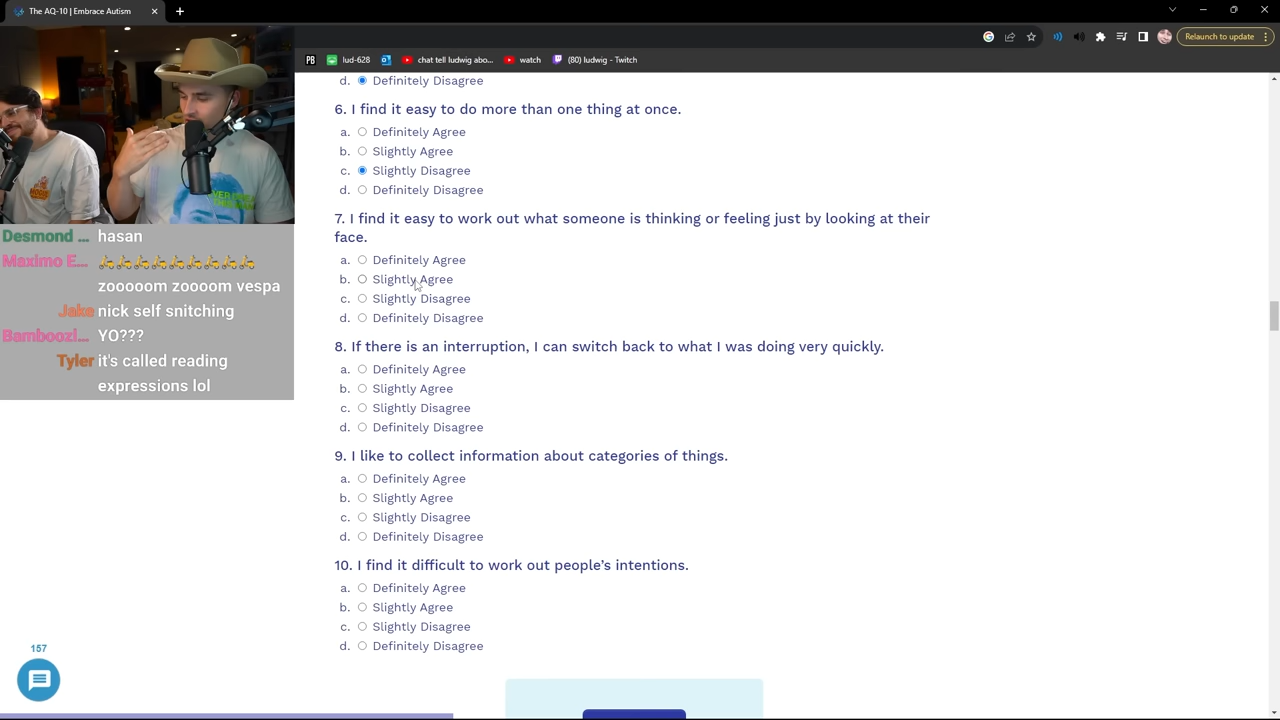 The AQ-10 | Embrace Autism
Relaunch to update
PB
lud-628
chat tell ludwig abo...
watch
(80) ludwig - Twitch
d. Definitely Disagree
6. I find it easy to do more than one thing at once.
a. Definitely Agree
b. Slightly Agree
c. Slightly Disagree
d. Definitely Disagree
7. I find it easy to work out what someone is thinking or feeling just by looking at their
face.
a. Definitely Agree
b. Slightly Agree
c. Slightly Disagree
d. Definitely Disagree
8. If there is an interruption, I can switch back to what I was doing very quickly.
a. Definitely Agree
b. Slightly Agree
c. Slightly Disagree
d. Definitely Disagree
9. I like to collect information about categories of things.
a. Definitely Agree
b. Slightly Agree
c. Slightly Disagree
d. Definitely Disagree
10. I find it difficult to work out people’s intentions.
a. Definitely Agree
b. Slightly Agree
c. Slightly Disagree
d. Definitely Disagree
Desmond ... hasan
Maximo E... 🛵🛵🛵🛵🛵🛵🛵🛵🛵
zooooom zoooom vespa
Jake nick self snitching
Bamboozi... YO???
Tyler it's called reading
expressions lol
157